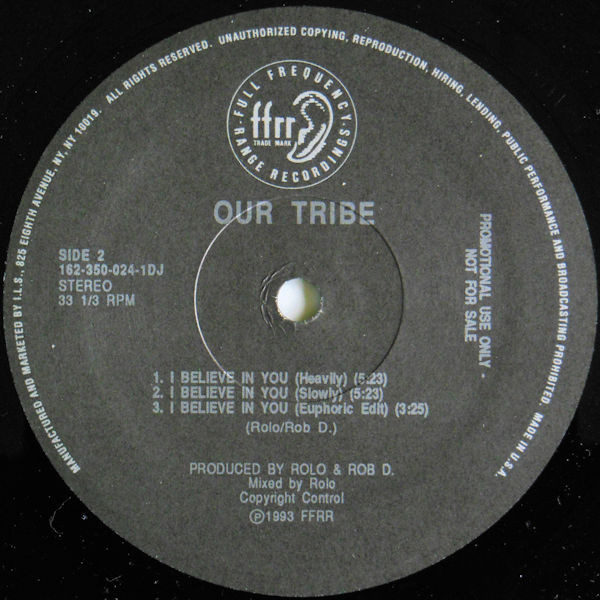 MANUFACTURED AND MARKETED BY I.L.S., 825 EIGHTH AVENUE, NY, NY 10019. ALL RIGHTS RESERVED. UNAUTHORIZED COPYING, REPRODUCTION, HIRING, LENDING, PUBLIC PERFORMANCE AND BROADCASTING PROHIBITED. MADE IN U.S.A.
· FULL FREQUENCY ·
RANGE RECORDINGS
ffrr
TRADE MARK
OUR TRIBE
SIDE 2
162-350-024-1DJ
STEREO
33 1/3 RPM
PROMOTIONAL USE ONLY -
NOT FOR SALE
1. I BELIEVE IN YOU (Heavily) (5:23)
2. I BELIEVE IN YOU (Slowly) (5:23)
3. I BELIEVE IN YOU (Euphoric Edit) (3:25)
(Rolo/Rob D.)
PRODUCED BY ROLO & ROB D.
Mixed by Rolo
Copyright Control
℗1993 FFRR